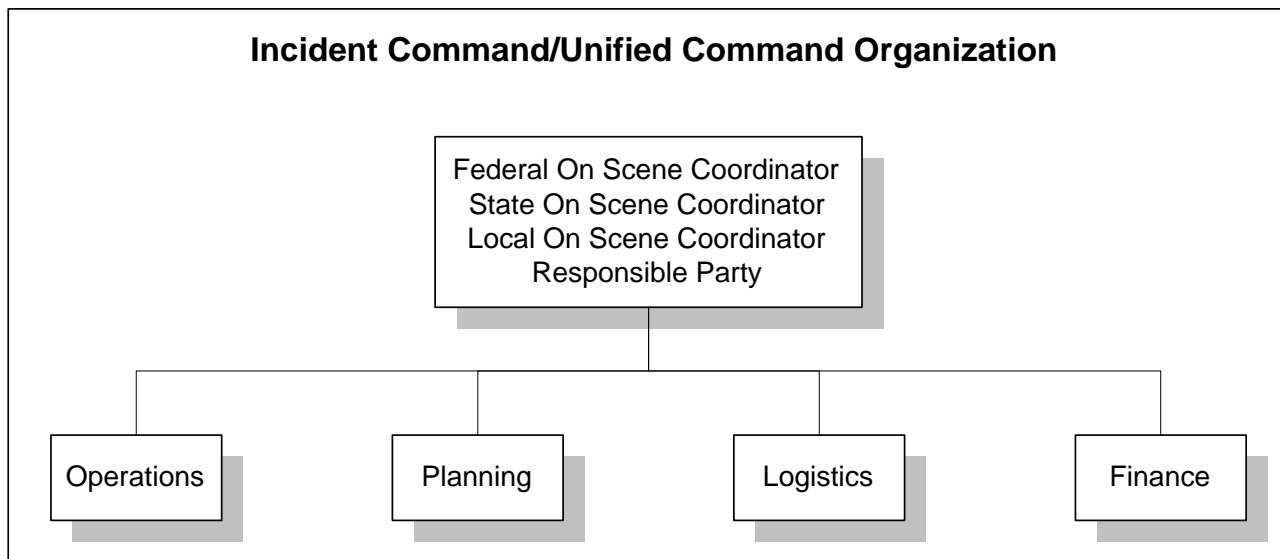 Incident Command/Unified Command Organization
Federal On Scene Coordinator
State On Scene Coordinator
Local On Scene Coordinator
Responsible Party
Operations
Planning
Logistics
Finance